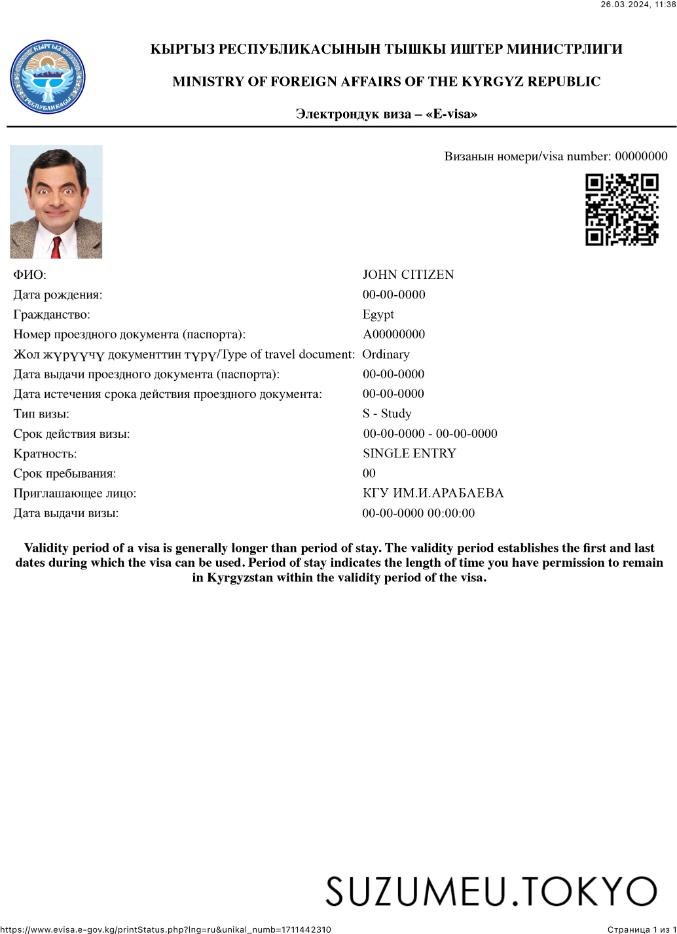 26.03.2024, 11:38
КЫРГЫЗ РЕСПУБЛИКАСЫНЫН ТЫШКЫ ИШТЕР МИНИСТРЛИГИ
MINISTRY OF FOREIGN AFFAIRS OF THE KYRGYZ REPUBLIC
Электрондук виза – «E-visa»
КЫРГЫЗ
РЕСПУБЛИКАСЫ
Визанын номери/visa number: 00000000
ФИО: JOHN CITIZEN
Дата рождения: 00-00-0000
Гражданство: Egypt
Номер проездного документа (паспорта): A00000000
Жол жүрүүчү документтин түрү/Type of travel document: Ordinary
Дата выдачи проездного документа (паспорта): 00-00-0000
Дата истечения срока действия проездного документа: 00-00-0000
Тип визы: S - Study
Срок действия визы: 00-00-0000 - 00-00-0000
Кратность: SINGLE ENTRY
Срок пребывания: 00
Приглашающее лицо: КГУ ИМ.И.АРАБАЕВА
Дата выдачи визы: 00-00-0000 00:00:00
Validity period of a visa is generally longer than period of stay. The validity period establishes the first and last
dates during which the visa can be used. Period of stay indicates the length of time you have permission to remain
in Kyrgyzstan within the validity period of the visa.
SUZUMEU.TOKYO
https://www.evisa.e-gov.kg/printStatus.php?lng=ru&unikal_numb=1711442310
Страница 1 из 1